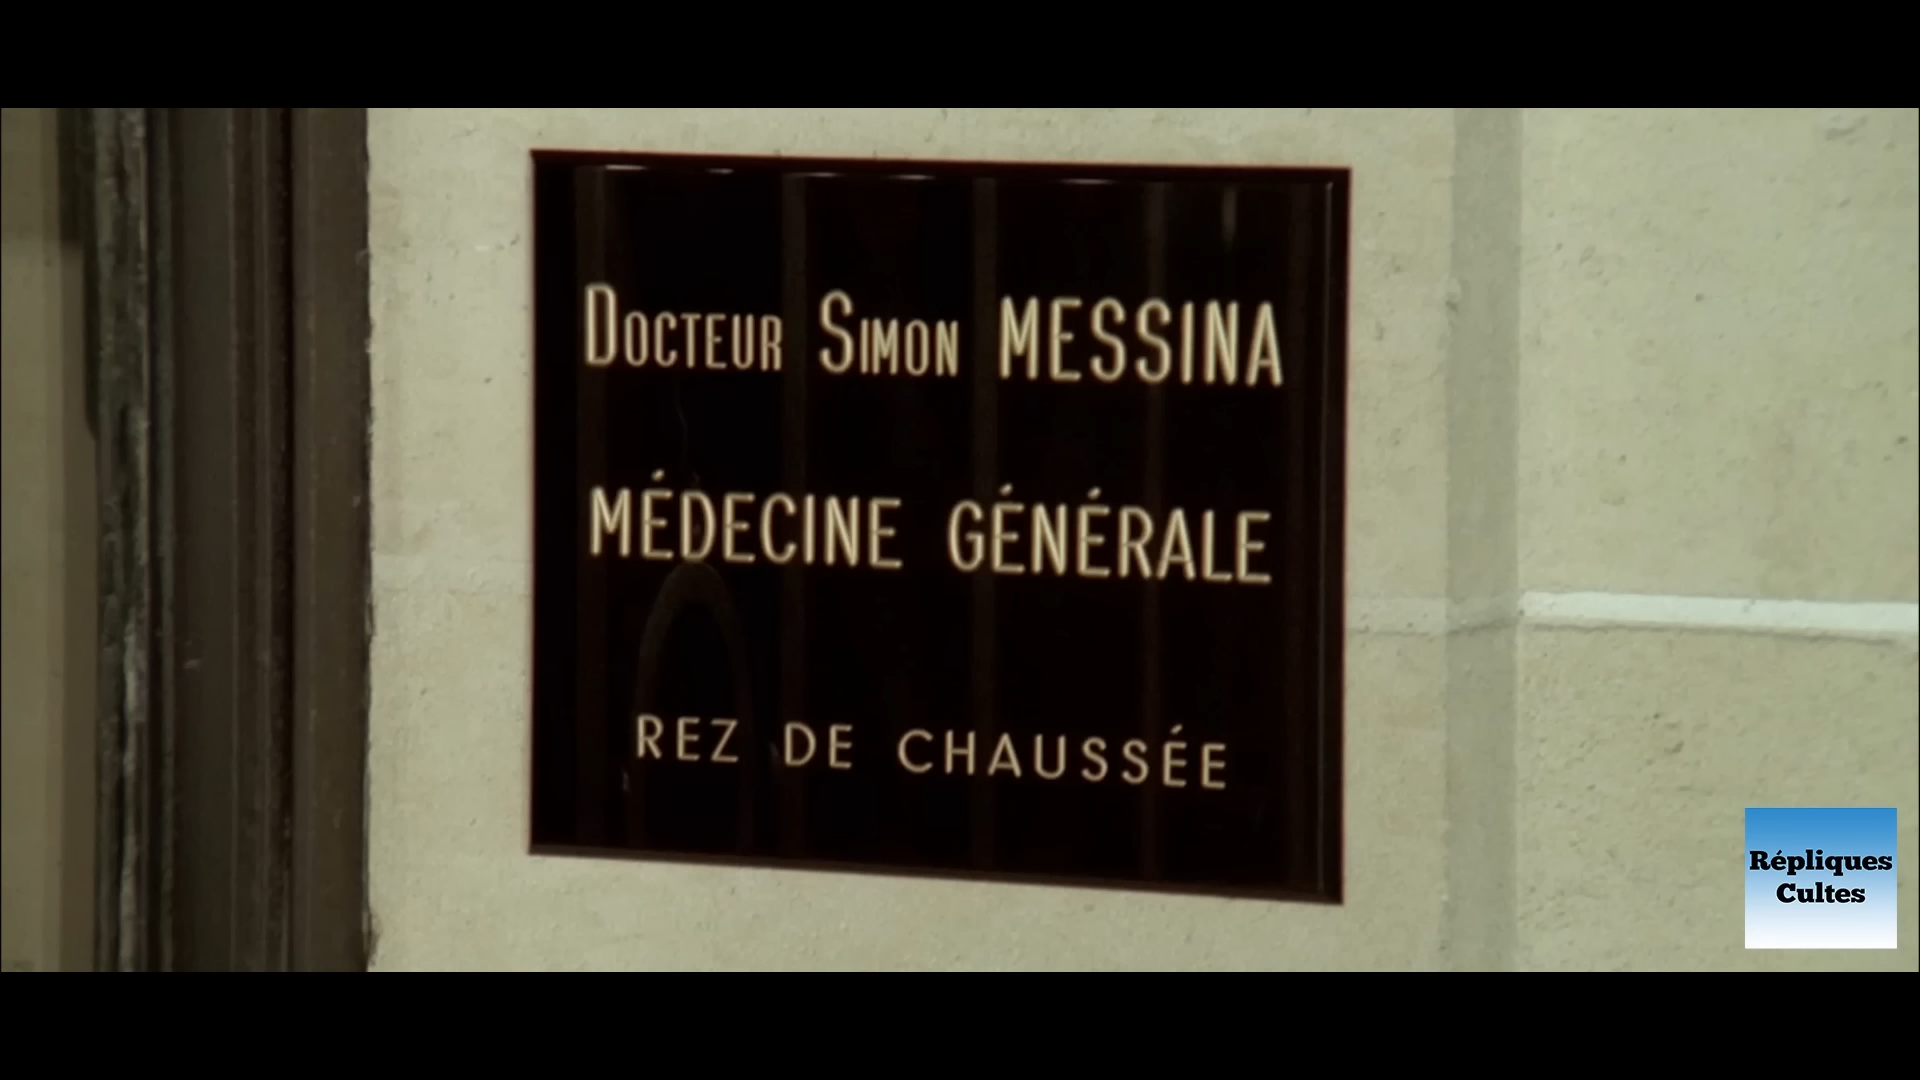 Docteur Simon MESSINA
MÉDECINE GÉNÉRALE
REZ DE CHAUSSÉE
Répliques
Cultes